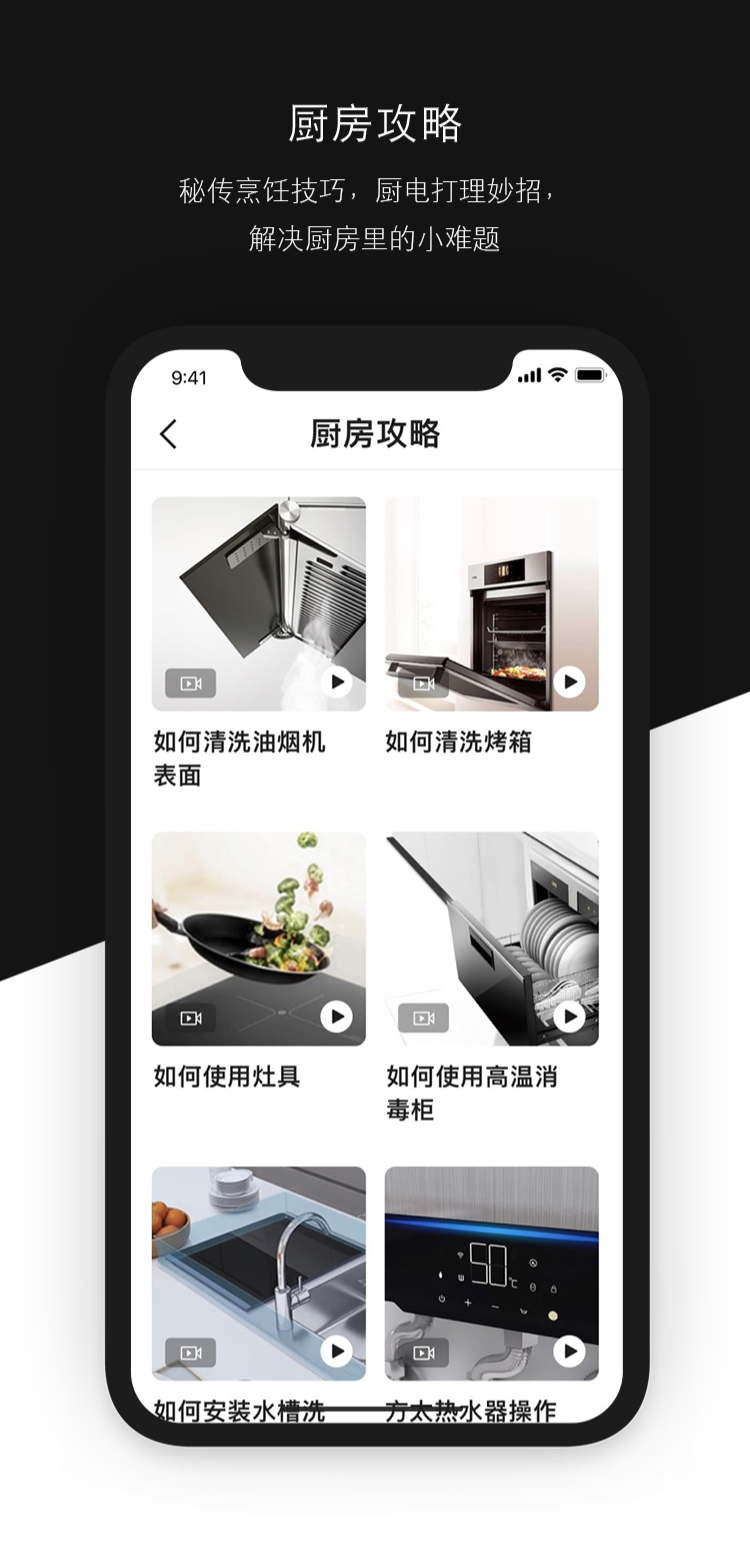 厨房攻略
秘传烹饪技巧，厨电打理妙招，
解决厨房里的小难题
9:41
厨房攻略
如何清洗油烟机
表面
如何清洗烤箱
如何使用灶具
如何使用高温消
毒柜
50
℃
如何安装水槽洗
方太热水器操作